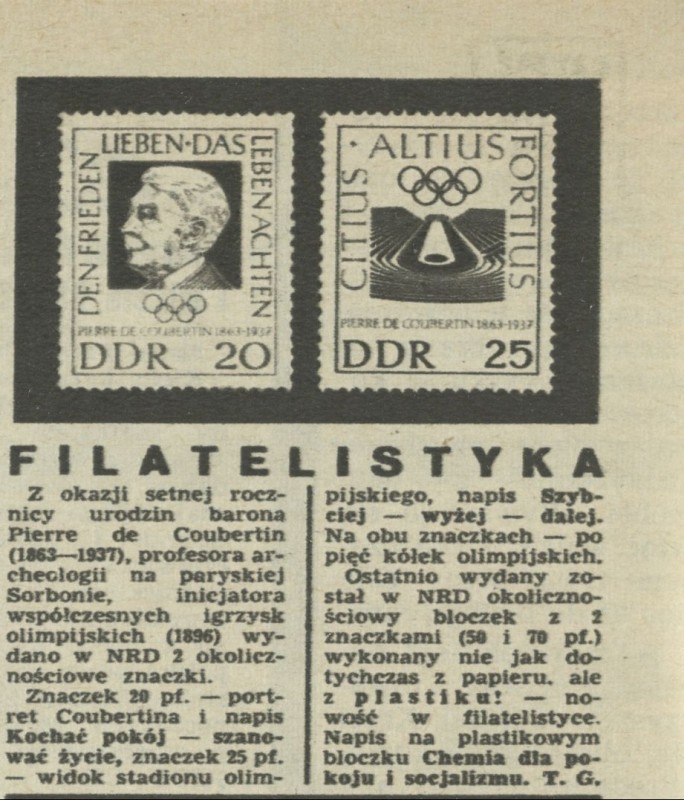 DEN FRIEDEN
LIEBEN·DAS
LEBEN ACHTEN
PIERRE DE COUBERTIN 1863-1937
DDR 20
CITIUS ·
ALTIUS
FORTIUS
PIERRE DE COUBERTIN 1863-1937
DDR 25
FILATELISTYKA
Z okazji setnej rocz-
nicy urodzin barona
Pierre de Coubertin
(1863—1937), profesora ar-
cheologii na paryskiej
Sorbonie, inicjatora
współczesnych igrzysk
olimpijskich (1896) wy-
dano w NRD 2 okolicz-
nościowe znaczki.
Znaczek 20 pf. — port-
ret Coubertina i napis
Kochać pokój — szano-
wać życie, znaczek 25 pf.
— widok stadionu olim-
pijskiego, napis Szyb-
ciej — wyżej — dalej.
Na obu znaczkach — po
pięć kółek olimpijskich.
Ostatnio wydany zo-
stał w NRD okoliczno-
ściowy bloczek z 2
znaczkami (50 i 70 pf.)
wykonany nie jak do-
tychczas z papieru, ale
z plastiku! — no-
wość w filatelistyce.
Napis na plastikowym
bloczku Chemia dla po-
koju i socjalizmu. T. G.